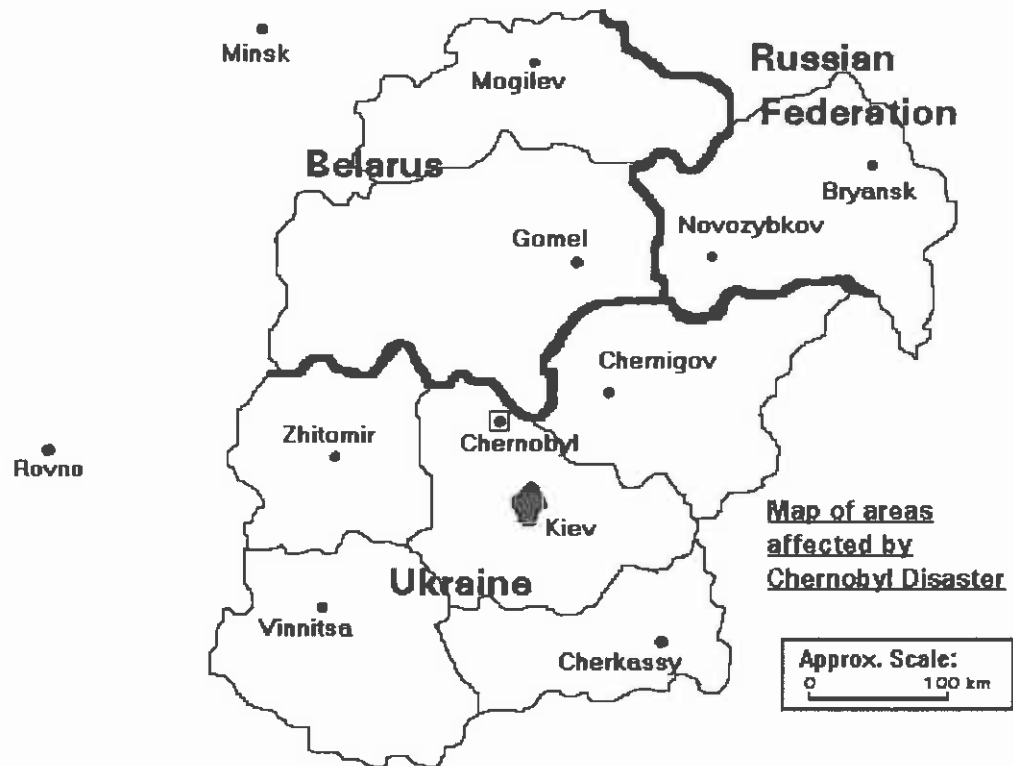 Minsk
Mogilev
Russian
Federation
Belarus
Bryansk
Gomel
Novozybkov
Chernigov
Zhitomir
Chernobyl
Rovno
Kiev
Map of areas
affected by
Chernobyl Disaster
Ukraine
Vinnitsa
Cherkassy
Approx. Scale:
0 100 km